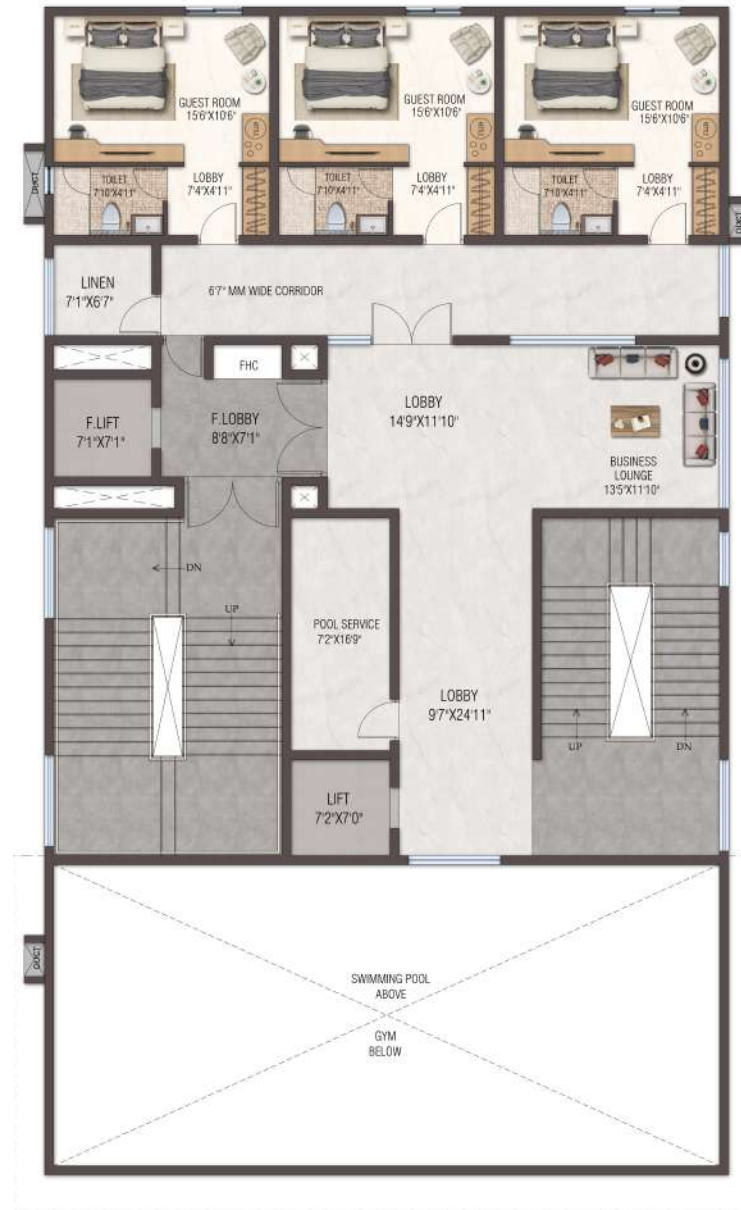 GUEST ROOM
15'6"X10'6"
GUEST ROOM
15'6"X10'6"
GUEST ROOM
15'6"X10'6"
DUCT
TOILET
7'10"X4'11"
LOBBY
7'4"X4'11"
TOILET
7'10"X4'11"
LOBBY
7'4"X4'11"
TOILET
7'10"X4'11"
LOBBY
7'4"X4'11"
DUCT
LINEN
7'1"X6'7"
6'7" MM WIDE CORRIDOR
FHC
F.LIFT
7'1"X7'1"
F.LOBBY
8'8"X7'1"
LOBBY
14'9"X11'10"
BUSINESS
LOUNGE
13'5"X11'10"
DN
UP
POOL SERVICE
7'2"X16'9"
LOBBY
9'7"X24'11"
UP
DN
LIFT
7'2"X7'0"
DUCT
SWIMMING POOL
ABOVE
GYM
BELOW